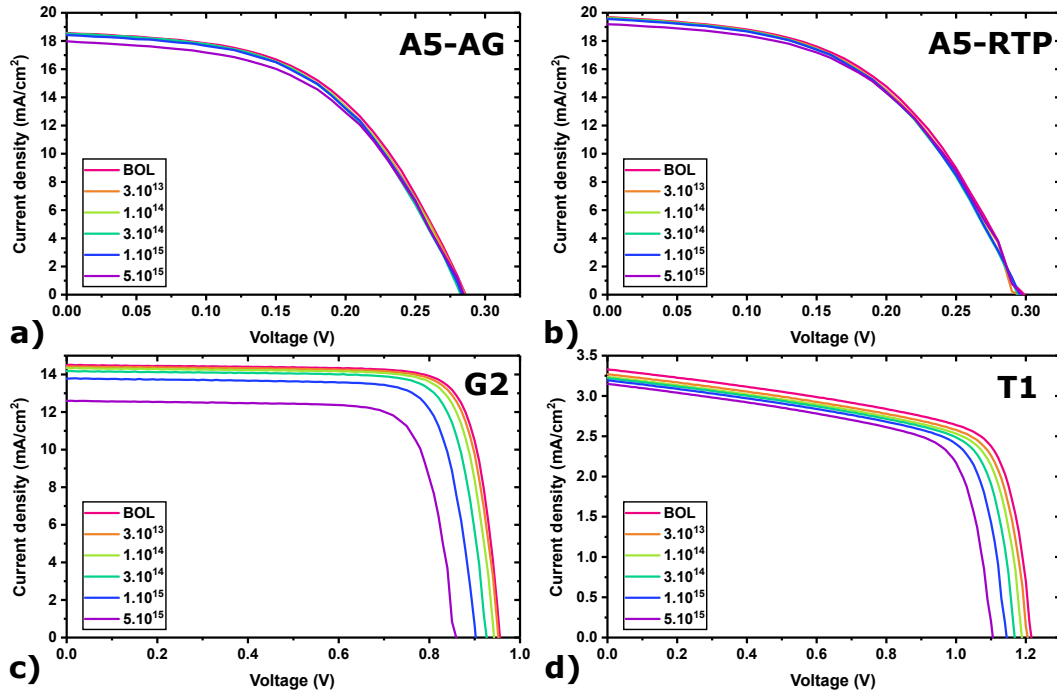 A5-AG
Current density (mA/cm²)
20
18
16
14
12
10
8
6
4
2
0
BOL
3.10¹³
1.10¹⁴
3.10¹⁴
1.10¹⁵
5.10¹⁵
0.00 0.05 0.10 0.15 0.20 0.25 0.30
Voltage (V)
a)
A5-RTP
Current density (mA/cm²)
20
18
16
14
12
10
8
6
4
2
0
BOL
3.10¹³
1.10¹⁴
3.10¹⁴
1.10¹⁵
5.10¹⁵
0.00 0.05 0.10 0.15 0.20 0.25 0.30
Voltage (V)
b)
G2
Current density (mA/cm²)
14
12
10
8
6
4
2
0
BOL
3.10¹³
1.10¹⁴
3.10¹⁴
1.10¹⁵
5.10¹⁵
0.0 0.2 0.4 0.6 0.8 1.0
Voltage (V)
c)
T1
Current density (mA/cm²)
3.5
3.0
2.5
2.0
1.5
1.0
0.5
0.0
BOL
3.10¹³
1.10¹⁴
3.10¹⁴
1.10¹⁵
5.10¹⁵
0.0 0.2 0.4 0.6 0.8 1.0 1.2
Voltage (V)
d)